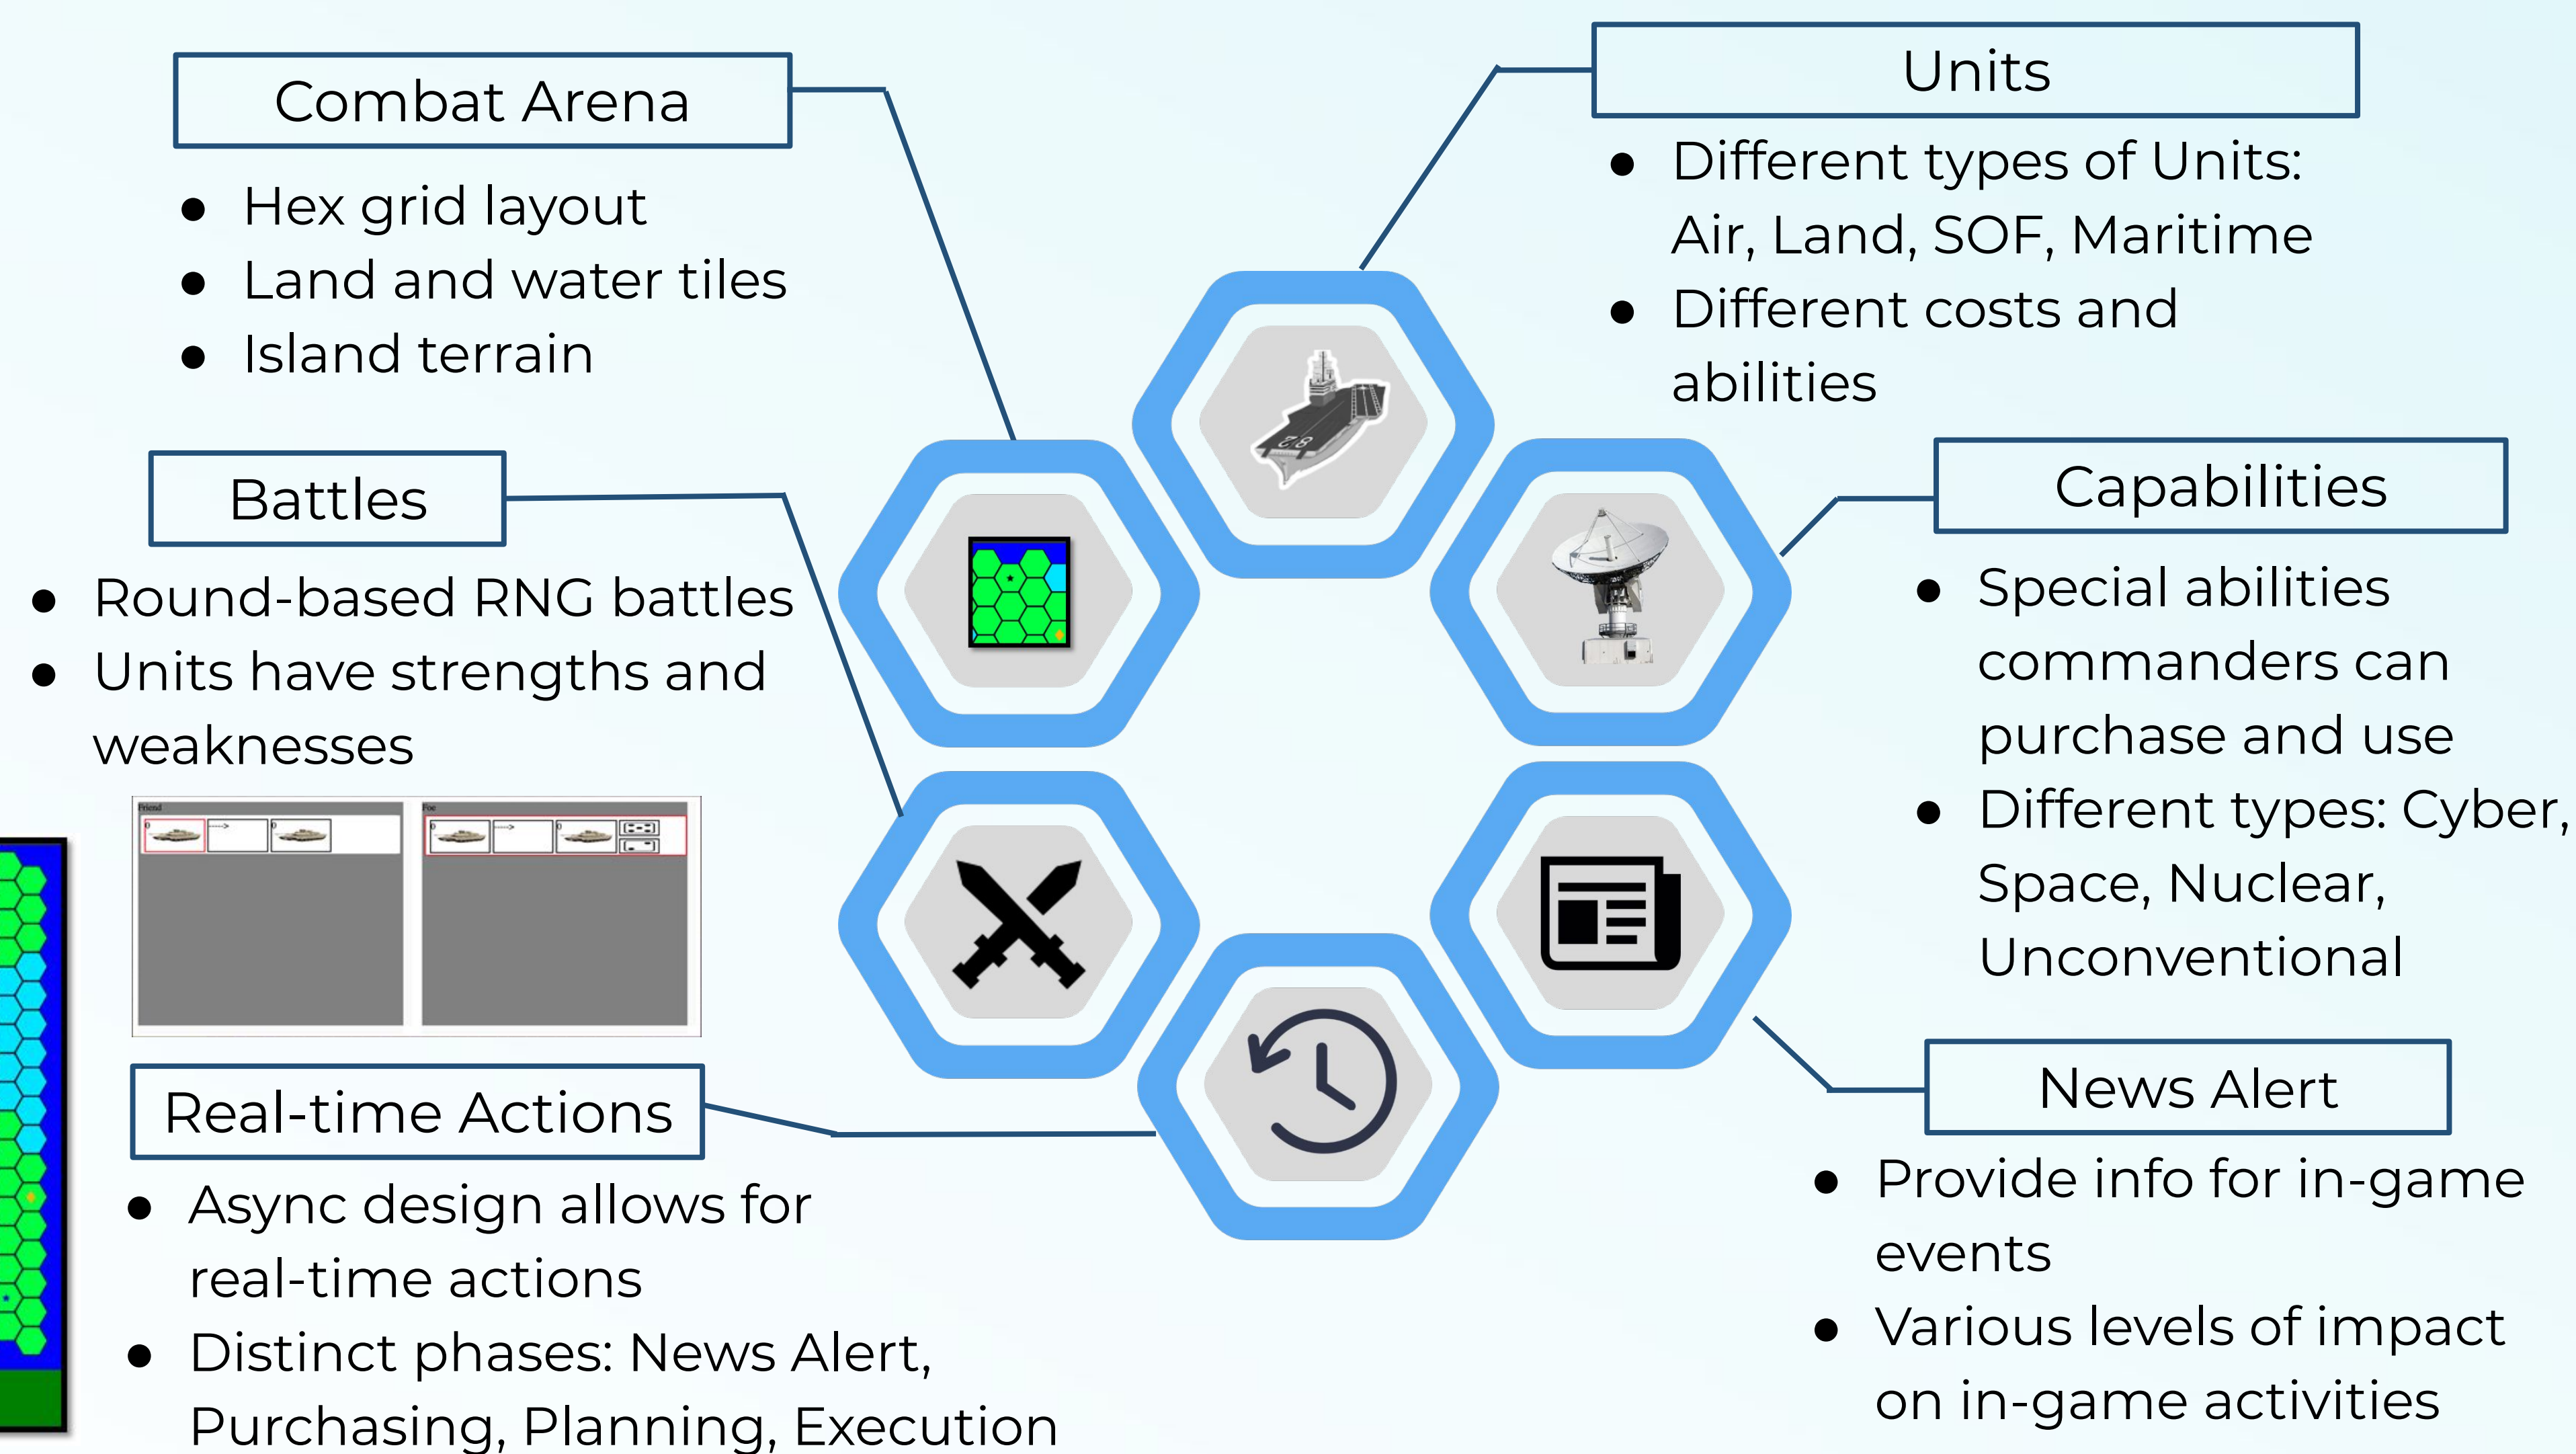 Combat Arena
● Hex grid layout
● Land and water tiles
● Island terrain
Battles
● Round-based RNG battles
● Units have strengths and
weaknesses
Friend
Foe
Real-time Actions
● Async design allows for
real-time actions
● Distinct phases: News Alert,
Purchasing, Planning, Execution
Units
● Different types of Units:
Air, Land, SOF, Maritime
● Different costs and
abilities
Capabilities
● Special abilities
commanders can
purchase and use
● Different types: Cyber,
Space, Nuclear,
Unconventional
News Alert
● Provide info for in-game
events
● Various levels of impact
on in-game activities